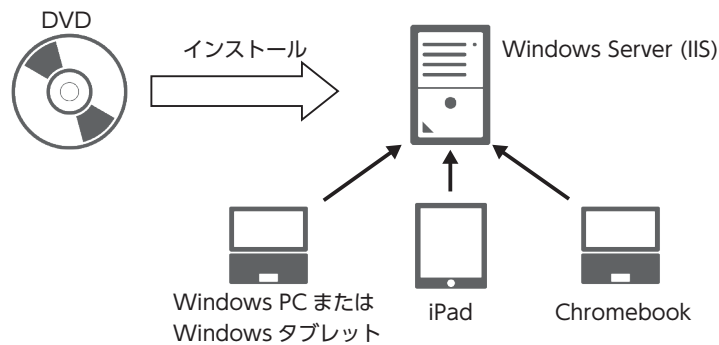 DVD
インストール
Windows Server (IIS)
Windows PC または
Windows タブレット
iPad
Chromebook